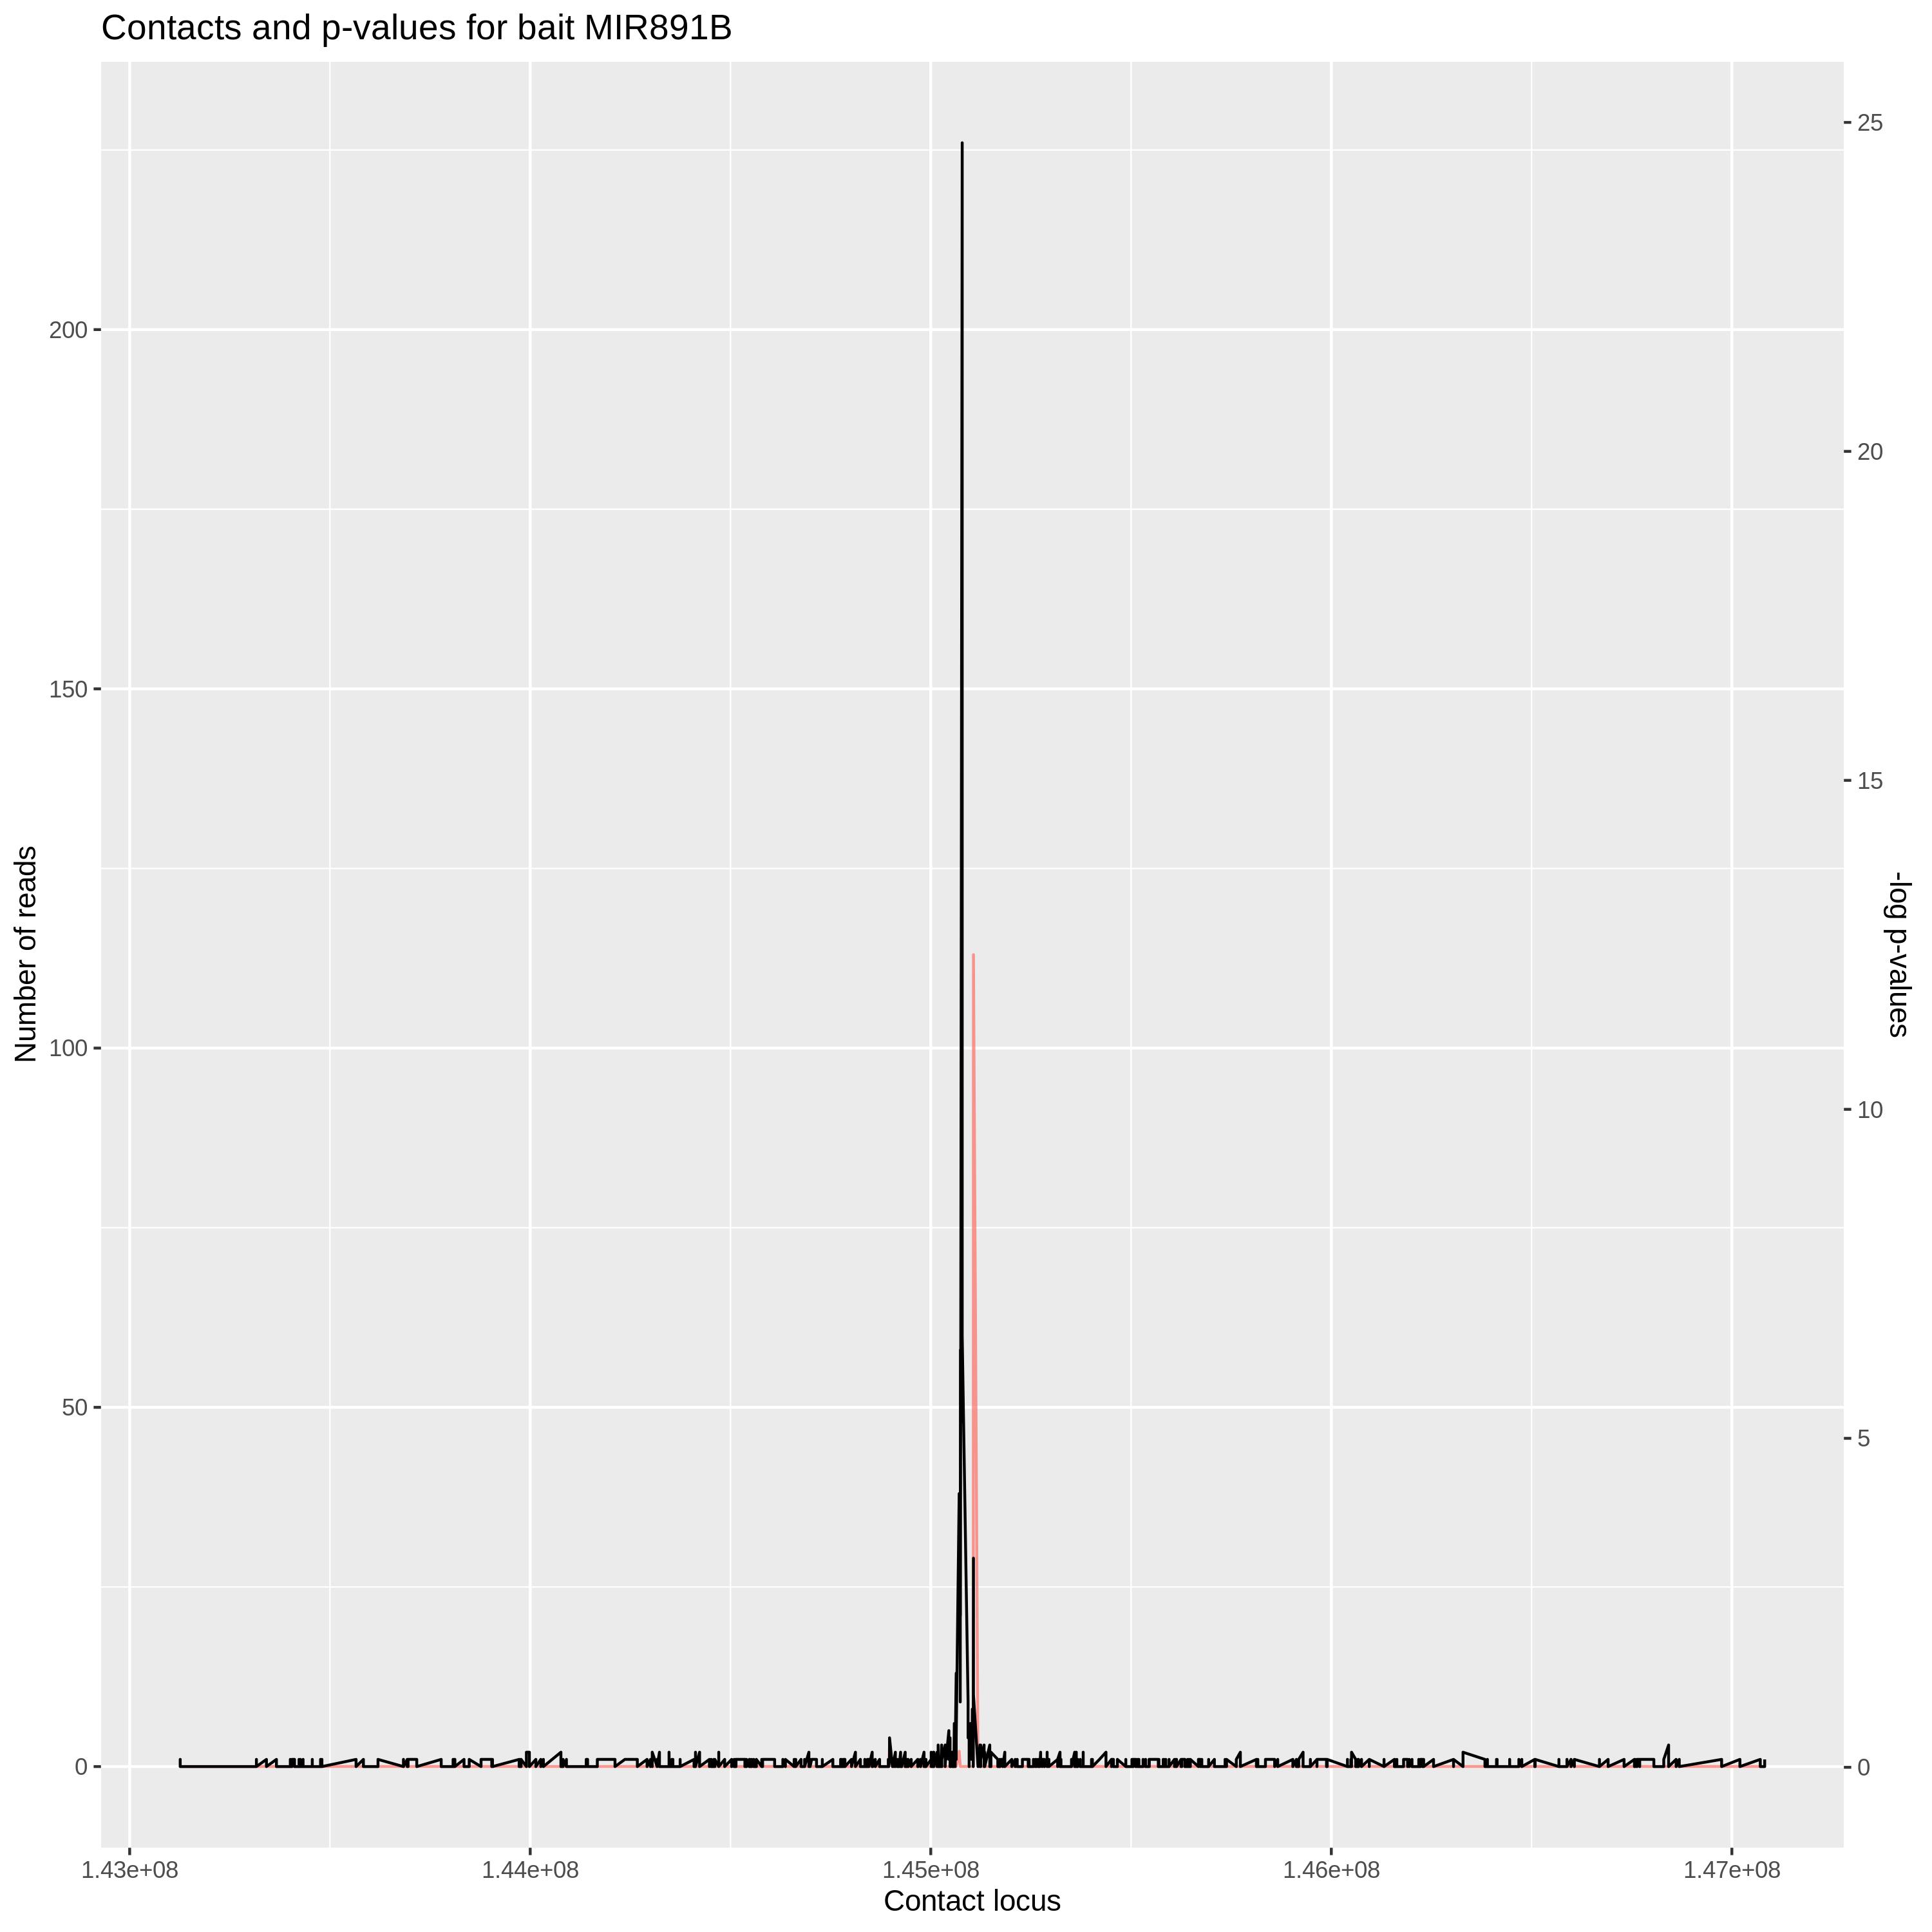 Contacts and p-values for bait MIR891B
Number of reads
200
150
100
50
0
25
20
15
10
5
0
-log p-values
1.43e+08
1.44e+08
1.45e+08
1.46e+08
1.47e+08
Contact locus